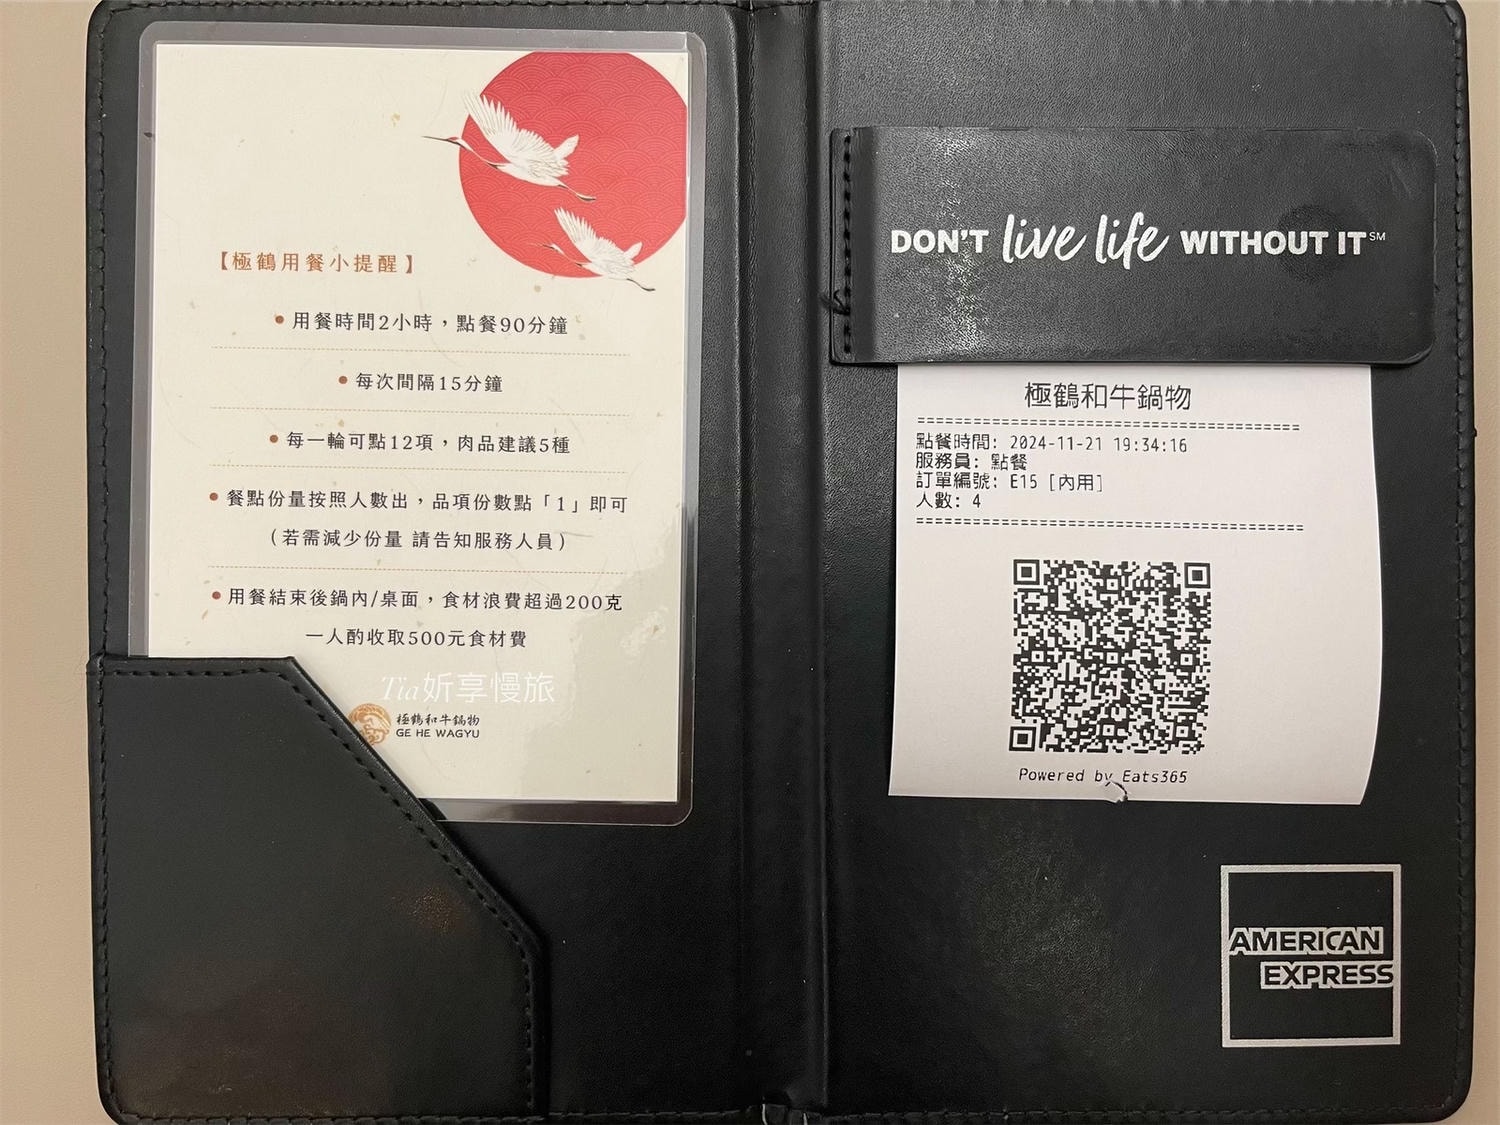 【極鶴用餐小提醒】
•用餐時間2小時，點餐90分鐘
•每次間隔15分鐘
•每一輪可點12項，肉品建議5種
•餐點份量按照人數出，品項份數點「1」即可
(若需減少份量 請告知服務人員)
•用餐結束後鍋內/桌面，食材浪費超過200克
一人酌收取500元食材費
Tia妡享慢旅
極鶴和牛鍋物
GE HE WAGYU
DON'T live life WITHOUT IT℠
極鶴和牛鍋物
點餐時間: 2024-11-21 19:34:16
服務員: 點餐
訂單編號: E15 [內用]
人數: 4
Powered by Eats365
AMERICAN
EXPRESS